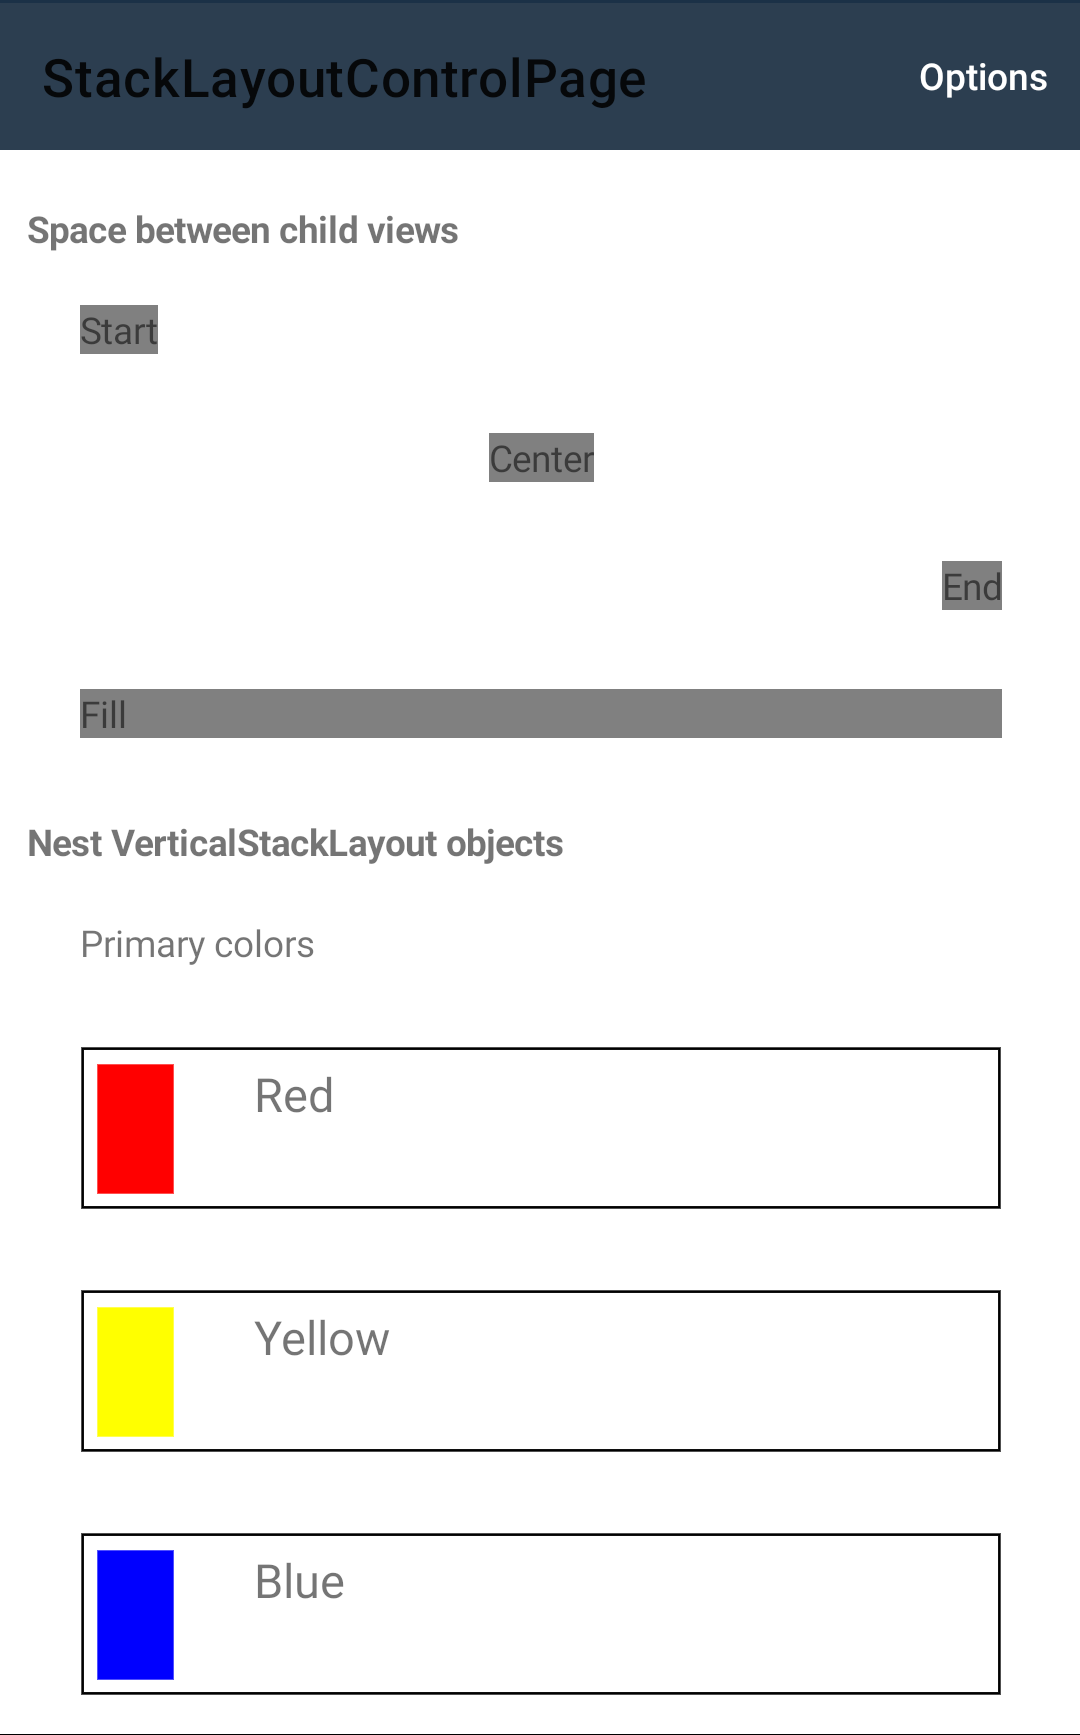 StackLayoutControlPage Options
Space between child views
Start
Center
End
Fill
Nest VerticalStackLayout objects
Primary colors
Red
Yellow
Blue